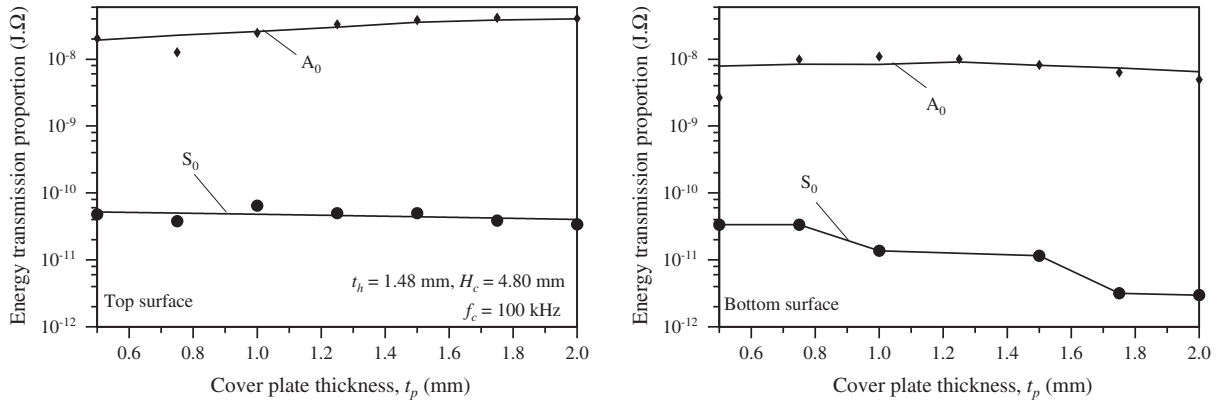 Energy transmission proportion (J.Ω)
10⁻⁸
10⁻⁹
10⁻¹⁰
10⁻¹¹
10⁻¹²
A₀
S₀
t_h = 1.48 mm, H_c = 4.80 mm
Top surface
f_c = 100 kHz
0.6 0.8 1.0 1.2 1.4 1.6 1.8 2.0
Cover plate thickness, t_p (mm)
Energy transmission proportion (J.Ω)
10⁻⁸
10⁻⁹
10⁻¹⁰
10⁻¹¹
10⁻¹²
A₀
S₀
Bottom surface
0.6 0.8 1.0 1.2 1.4 1.6 1.8 2.0
Cover plate thickness, t_p (mm)